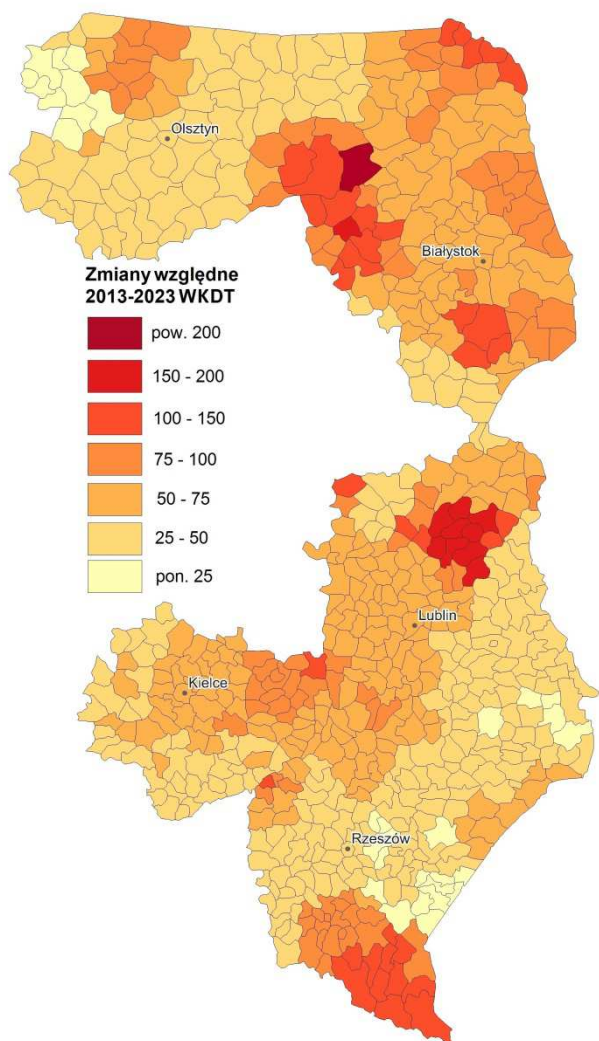 Olsztyn
Białystok
Zmiany względne
2013-2023 WKDT
pow. 200
150 - 200
100 - 150
75 - 100
50 - 75
25 - 50
pon. 25
Lublin
Kielce
Rzeszów